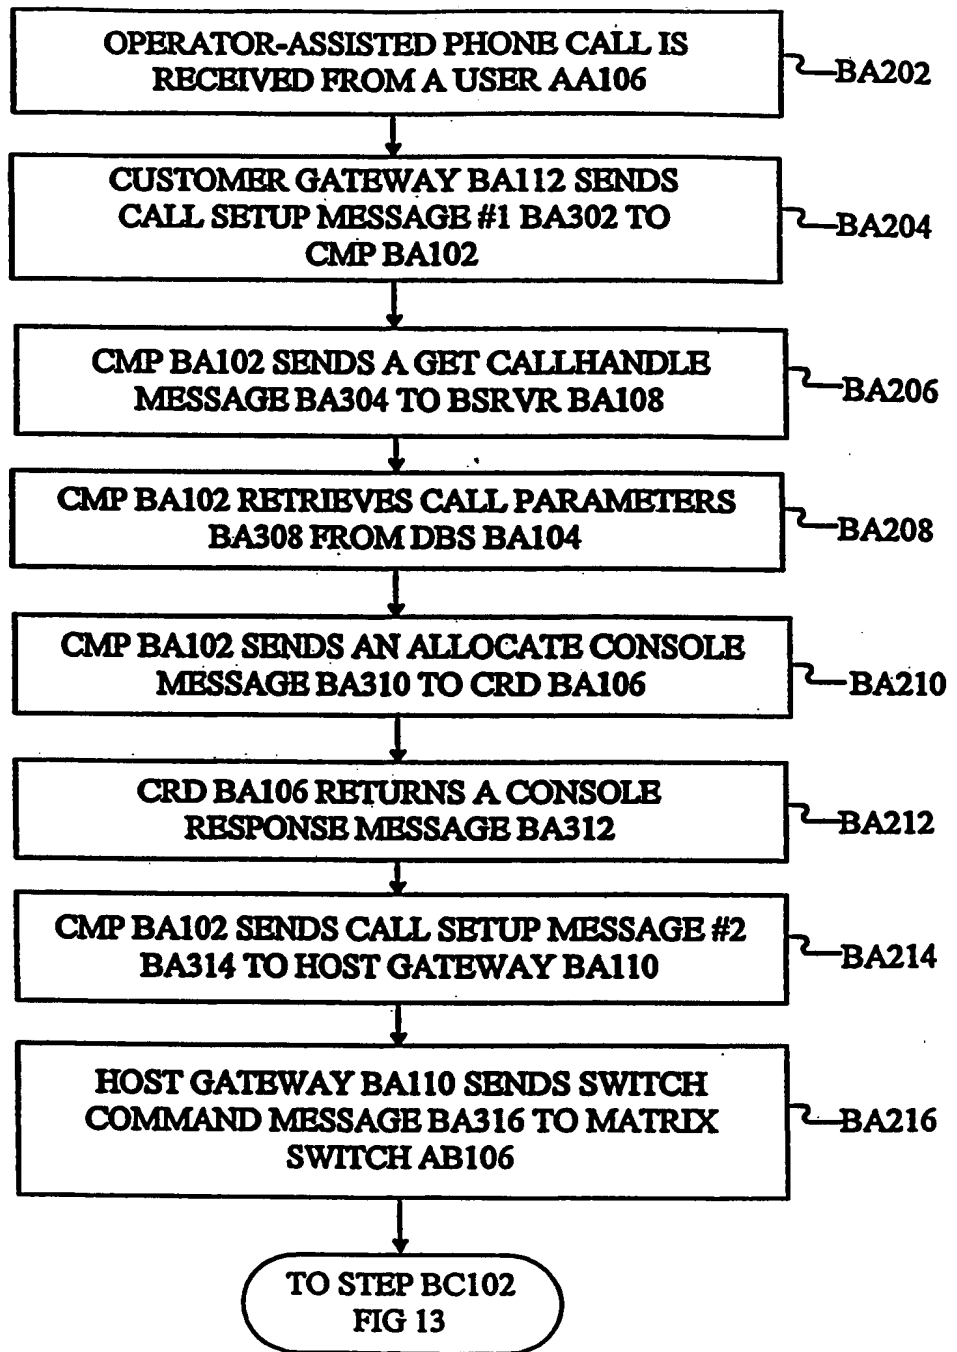 OPERATOR-ASSISTED PHONE CALL IS
RECEIVED FROM A USER AA106
BA202
CUSTOMER GATEWAY BA112 SENDS
CALL SETUP MESSAGE #1 BA302 TO
CMP BA102
BA204
CMP BA102 SENDS A GET CALLHANDLE
MESSAGE BA304 TO BSRVR BA108
BA206
CMP BA102 RETRIEVES CALL PARAMETERS
BA308 FROM DBS BA104
BA208
CMP BA102 SENDS AN ALLOCATE CONSOLE
MESSAGE BA310 TO CRD BA106
BA210
CRD BA106 RETURNS A CONSOLE
RESPONSE MESSAGE BA312
BA212
CMP BA102 SENDS CALL SETUP MESSAGE #2
BA314 TO HOST GATEWAY BA110
BA214
HOST GATEWAY BA110 SENDS SWITCH
COMMAND MESSAGE BA316 TO MATRIX
SWITCH AB106
BA216
TO STEP BC102
FIG 13